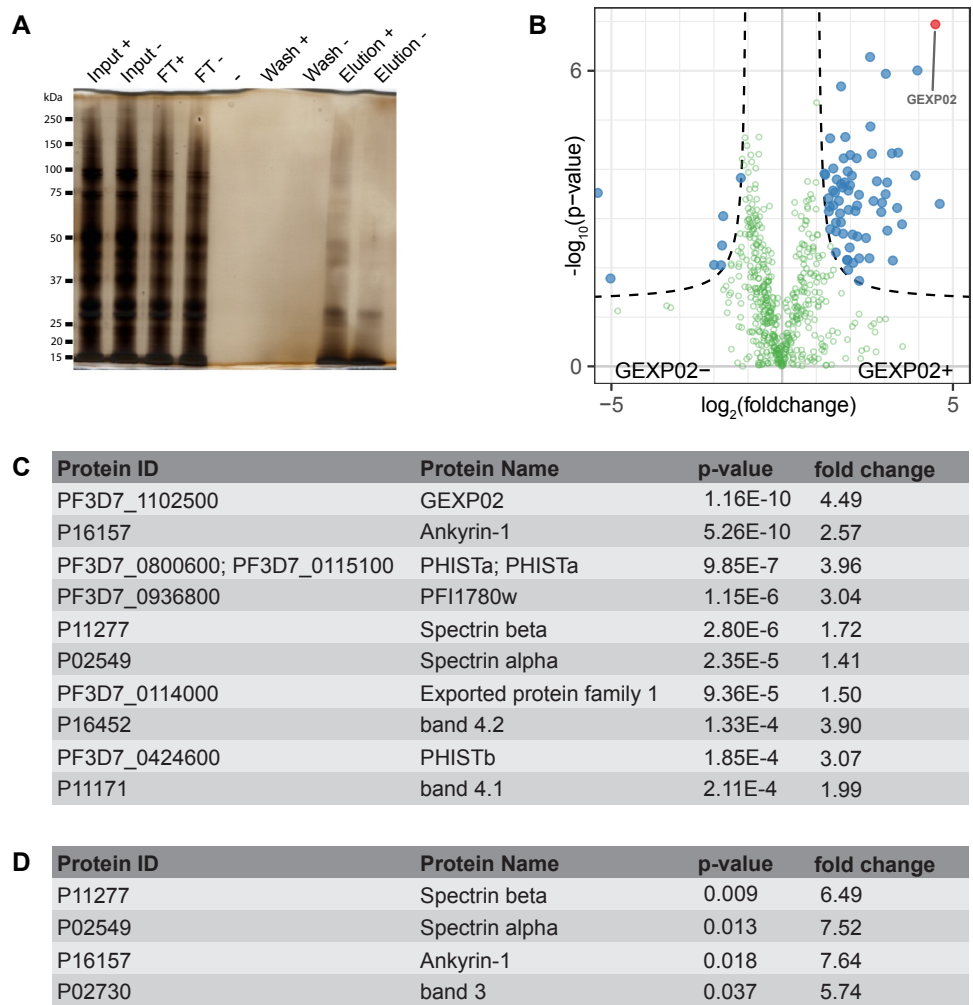 A
Input +
Input -
FT+
FT -
-
Wash +
Wash -
Elution +
Elution -
kDa
250
150
100
75
50
37
25
20
15
B
6
0
-log10(p−value)
GEXP02
GEXP02−
GEXP02+
−5
5
log2(foldchange)
C
Protein ID Protein Name p-value fold change
PF3D7_1102500 GEXP02 1.16E-10 4.49
P16157 Ankyrin-1 5.26E-10 2.57
PF3D7_0800600; PF3D7_0115100 PHISTa; PHISTa 9.85E-7 3.96
PF3D7_0936800 PFI1780w 1.15E-6 3.04
P11277 Spectrin beta 2.80E-6 1.72
P02549 Spectrin alpha 2.35E-5 1.41
PF3D7_0114000 Exported protein family 1 9.36E-5 1.50
P16452 band 4.2 1.33E-4 3.90
PF3D7_0424600 PHISTb 1.85E-4 3.07
P11171 band 4.1 2.11E-4 1.99
D
Protein ID Protein Name p-value fold change
P11277 Spectrin beta 0.009 6.49
P02549 Spectrin alpha 0.013 7.52
P16157 Ankyrin-1 0.018 7.64
P02730 band 3 0.037 5.74